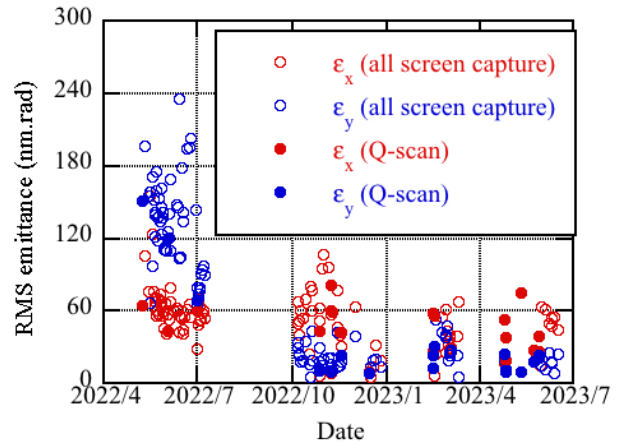 300
240
180
120
60
0
RMS emittance (nm.rad)
εx (all screen capture)
εy (all screen capture)
εx (Q-scan)
εy (Q-scan)
2022/4 2022/7 2022/10 2023/1 2023/4 2023/7
Date